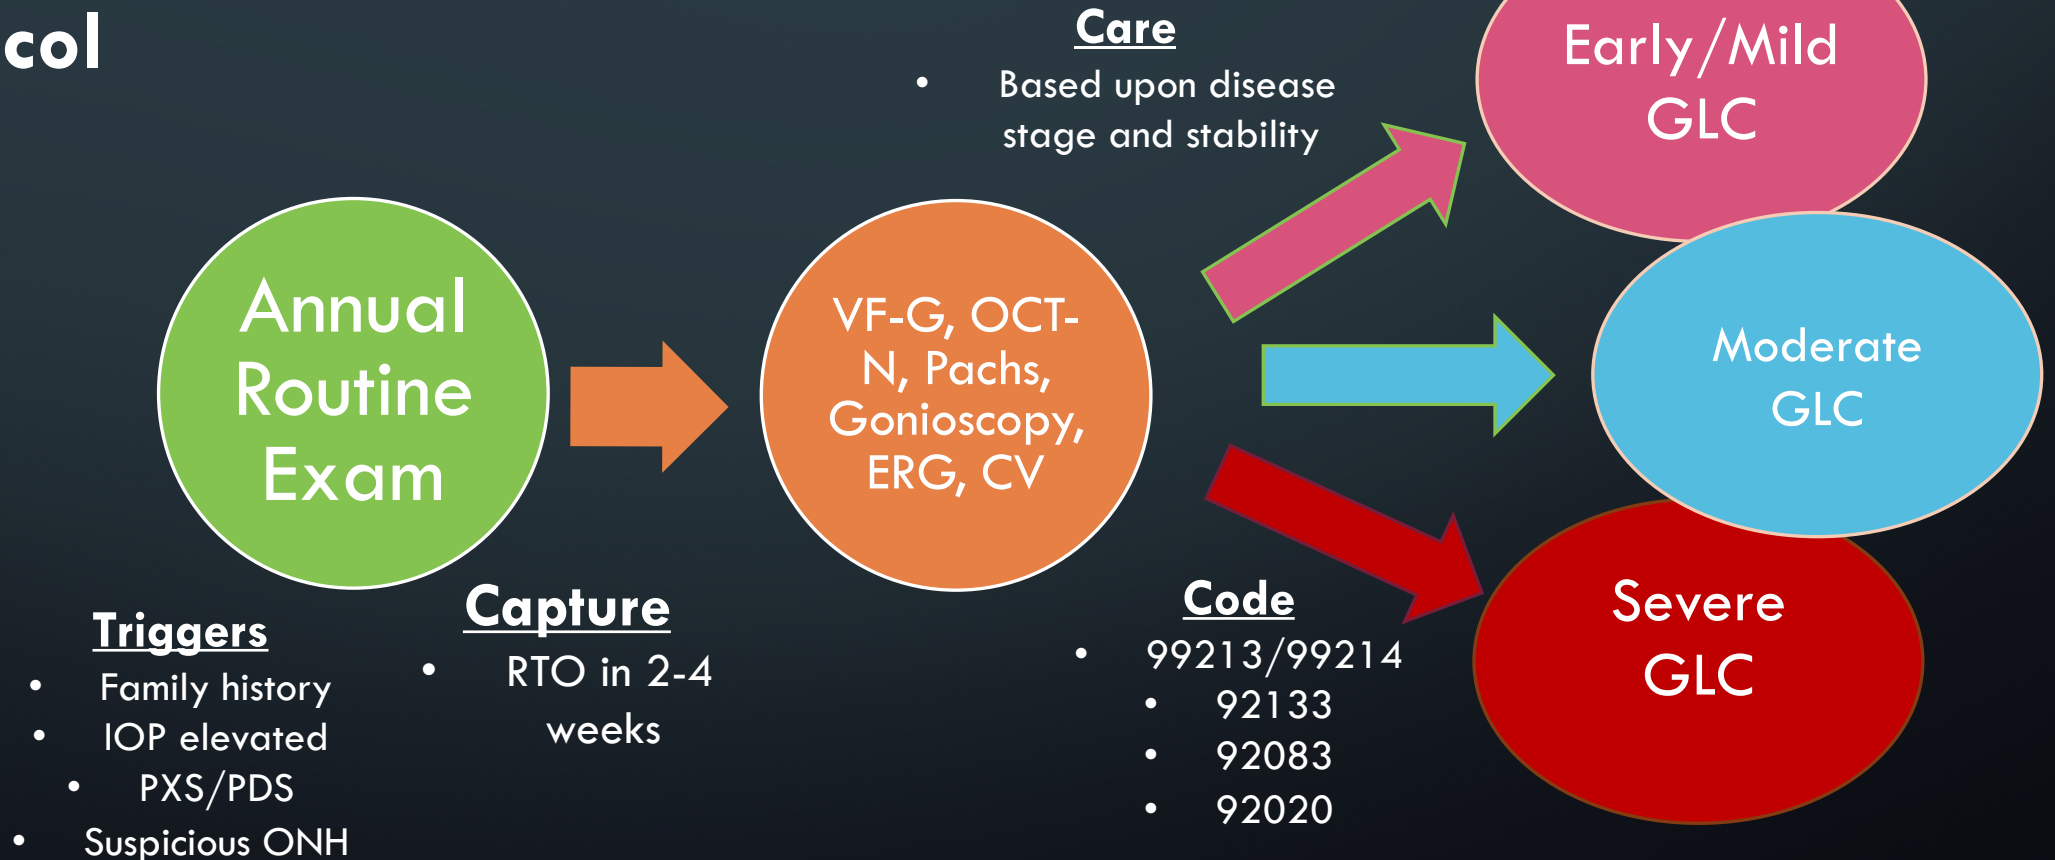 col
Care
• Based upon disease
stage and stability
Early/Mild
GLC
Annual
Routine
Exam
VF-G, OCT-
N, Pachs,
Gonioscopy,
ERG, CV
Moderate
GLC
Severe
GLC
Triggers
• Family history
• IOP elevated
• PXS/PDS
• Suspicious ONH
Capture
• RTO in 2-4
weeks
Code
• 99213/99214
• 92133
• 92083
• 92020